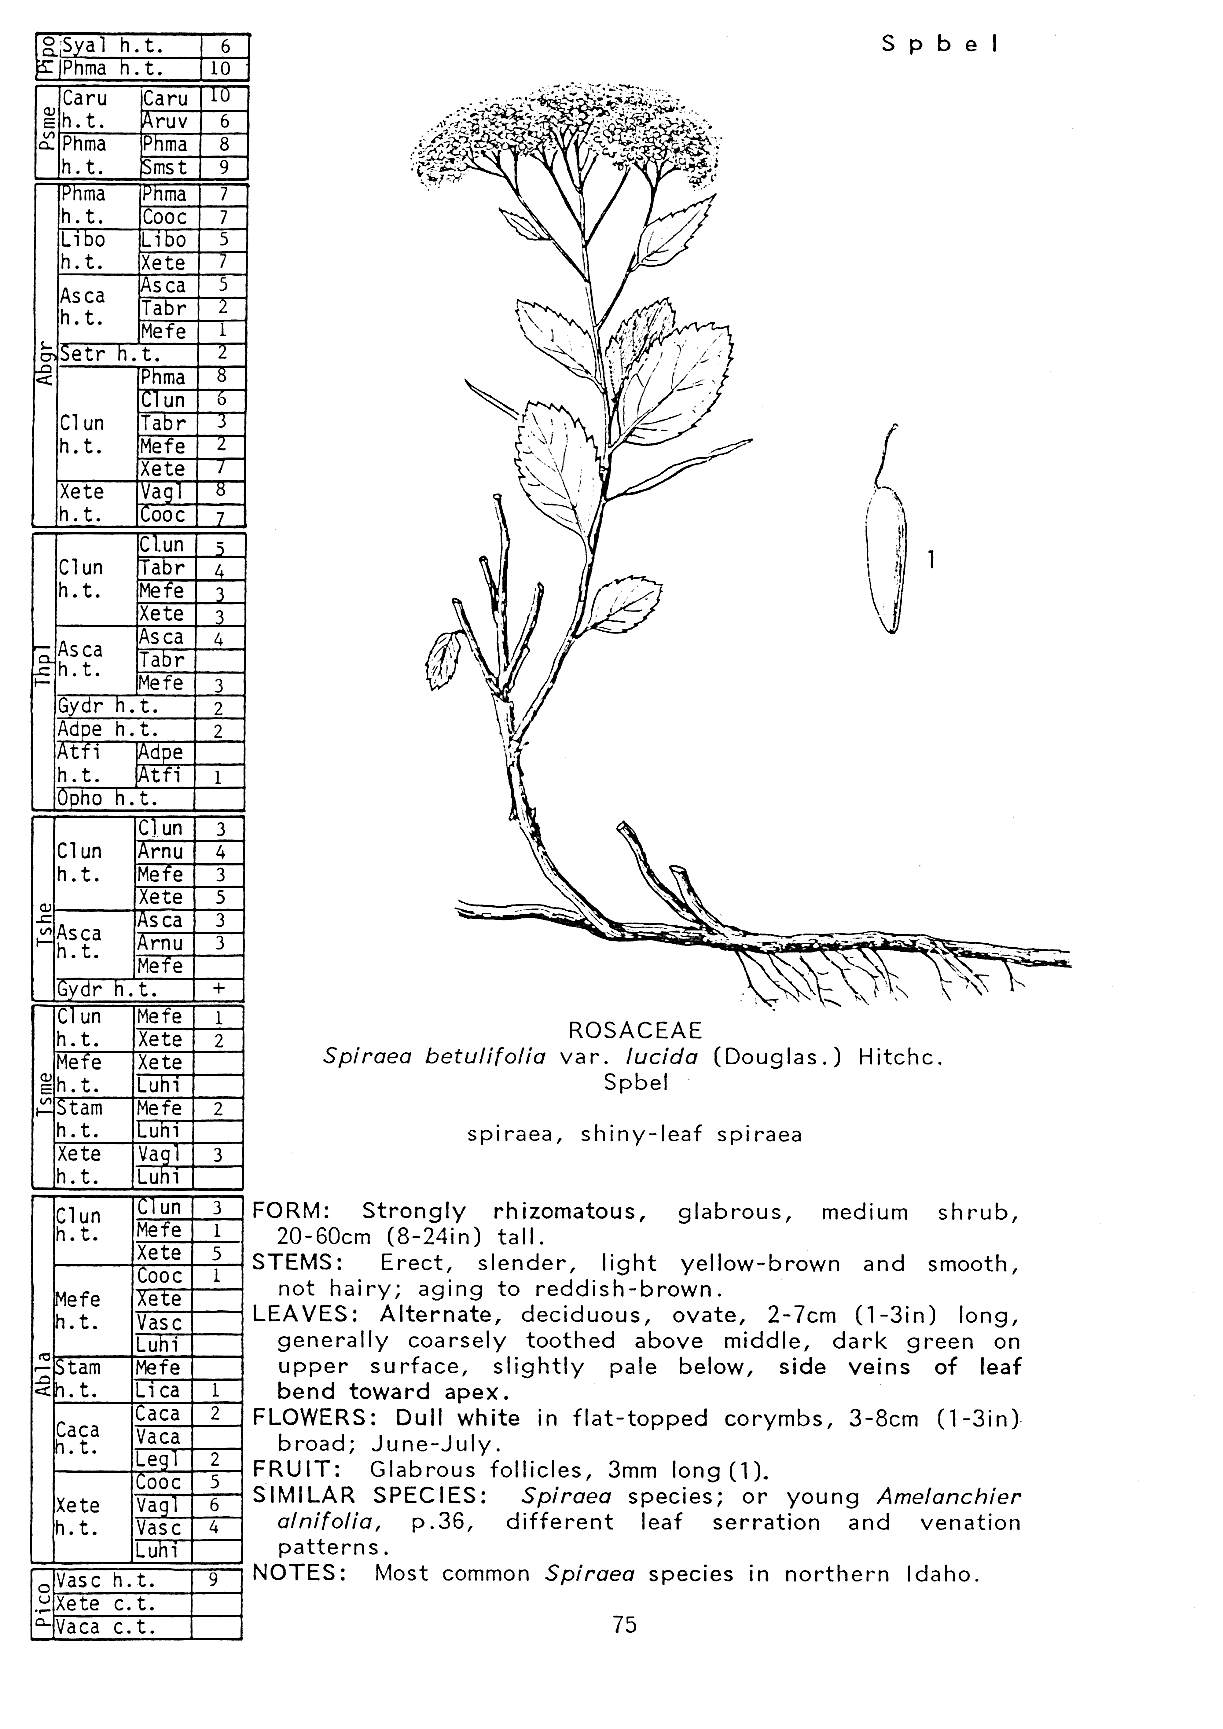 Spbel
Pipo
Syal h.t. 6
Phma h.t. 10
Psme
Caru Caru 10
h.t. Aruv 6
Phma Phma 8
h.t. Smst 9
Abgr
Phma Phma 7
h.t. Cooc 7
Libo Libo 5
h.t. Xete 7
Asca Asca 5
h.t. Tabr 2
Mefe 1
Setr h.t. 2
Phma 8
Clun 6
Clun Tabr 3
h.t. Mefe 2
Xete 7
Xete Vagl 8
h.t. Cooc 7
Thpl
Clun 5
Clun Tabr 4
h.t. Mefe 3
Xete 3
Asca Asca 4
h.t. Tabr
Mefe 3
Gydr h.t. 2
Adpe h.t. 2
Atfi Adpe
h.t. Atfi 1
Opho h.t.
Tshe
Clun 3
Clun Arnu 4
h.t. Mefe 3
Xete 5
Asca Asca 3
h.t. Arnu 3
Mefe
Gydr h.t. +
Tsme
Clun Mefe 1
h.t. Xete 2
Mefe Xete
h.t. Luhi
Stam Mefe 2
h.t. Luhi
Xete Vagl 3
h.t. Luhi
Abla
Clun Clun 3
h.t. Mefe 1
Xete 5
Cooc 1
Mefe Xete
h.t. Vasc
Luhi
Stam Mefe
h.t. Lica 1
Caca Caca 2
h.t. Vaca
Legl 2
Cooc 5
Xete Vagl 6
h.t. Vasc 4
Luhi
Pico
Vasc h.t. 9
Xete c.t.
Vaca c.t.
1
ROSACEAE
Spiraea betulifolia var. lucida (Douglas.) Hitchc.
Spbel
spiraea, shiny-leaf spiraea
FORM: Strongly rhizomatous, glabrous, medium shrub,
20-60cm (8-24in) tall.
STEMS: Erect, slender, light yellow-brown and smooth,
not hairy; aging to reddish-brown.
LEAVES: Alternate, deciduous, ovate, 2-7cm (1-3in) long,
generally coarsely toothed above middle, dark green on
upper surface, slightly pale below, side veins of leaf
bend toward apex.
FLOWERS: Dull white in flat-topped corymbs, 3-8cm (1-3in)
broad; June-July.
FRUIT: Glabrous follicles, 3mm long (1).
SIMILAR SPECIES: Spiraea species; or young Amelanchier
alnifolia, p.36, different leaf serration and venation
patterns.
NOTES: Most common Spiraea species in northern Idaho.
75